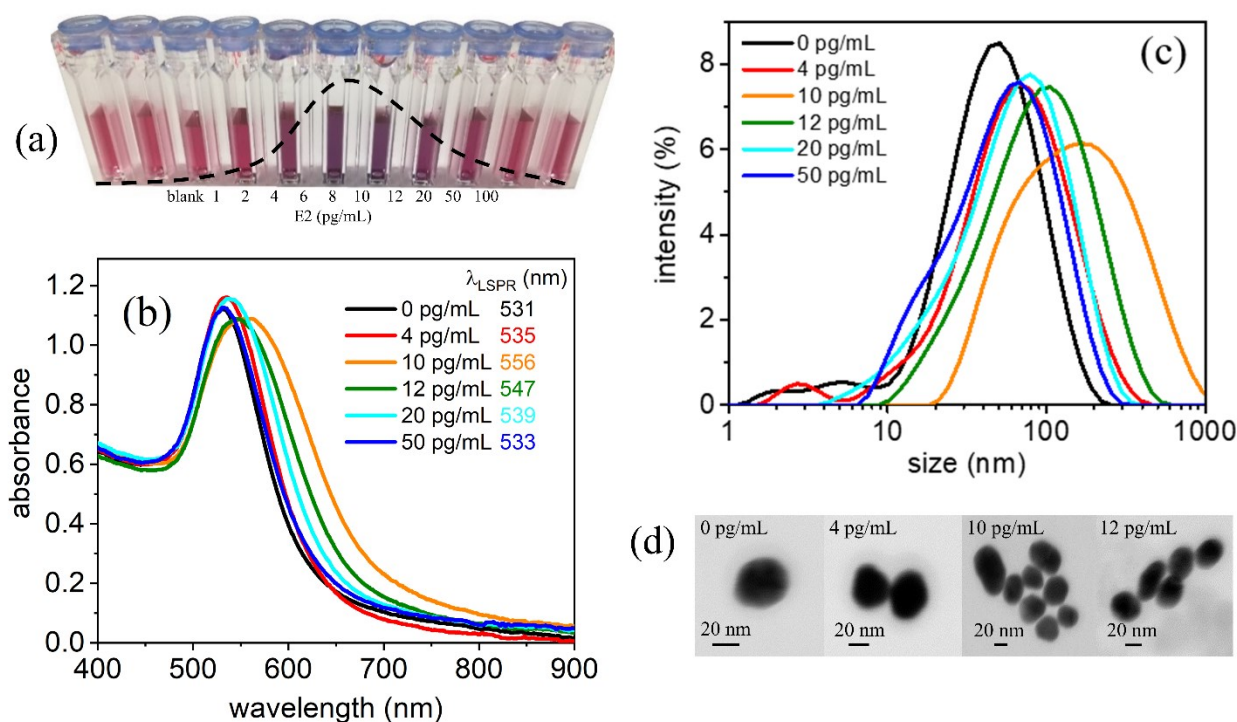 (a)
blank 1 2 4 6 8 10 12 20 50 100
E2 (pg/mL)
(b)
λLSPR (nm)
0 pg/mL 531
4 pg/mL 535
10 pg/mL 556
12 pg/mL 547
20 pg/mL 539
50 pg/mL 533
1.2
1.0
0.8
0.6
0.4
0.2
0.0
absorbance
400 500 600 700 800 900
wavelength (nm)
(c)
0 pg/mL
4 pg/mL
10 pg/mL
12 pg/mL
20 pg/mL
50 pg/mL
8
6
4
2
0
intensity (%)
1 10 100 1000
size (nm)
(d)
0 pg/mL 4 pg/mL 10 pg/mL 12 pg/mL
20 nm 20 nm 20 nm 20 nm